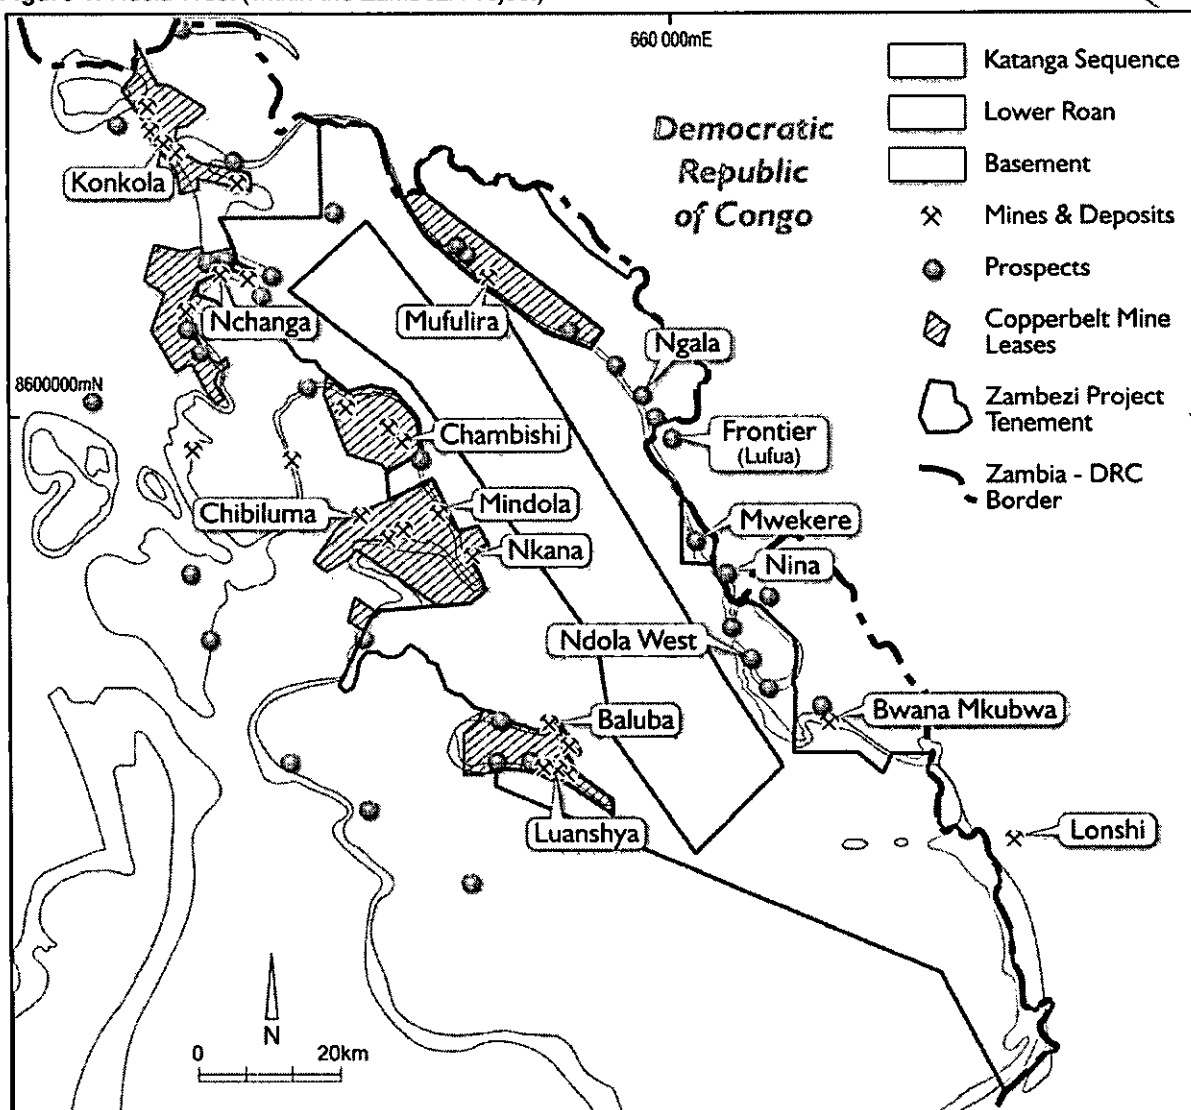 660 000mE
Democratic
Republic
of Congo
Katanga Sequence
Lower Roan
Basement
Mines & Deposits
Prospects
Copperbelt Mine
Leases
Zambezi Project
Tenement
Zambia - DRC
Border
Konkola
Nchanga
Mufulira
Ngala
8600000mN
Chambishi
Frontier
(Lufua)
Chibiluma
Mindola
Mwekere
Nkana
Nina
Ndola West
Baluba
Bwana Mkubwa
Luanshya
Lonshi
N
0 20km